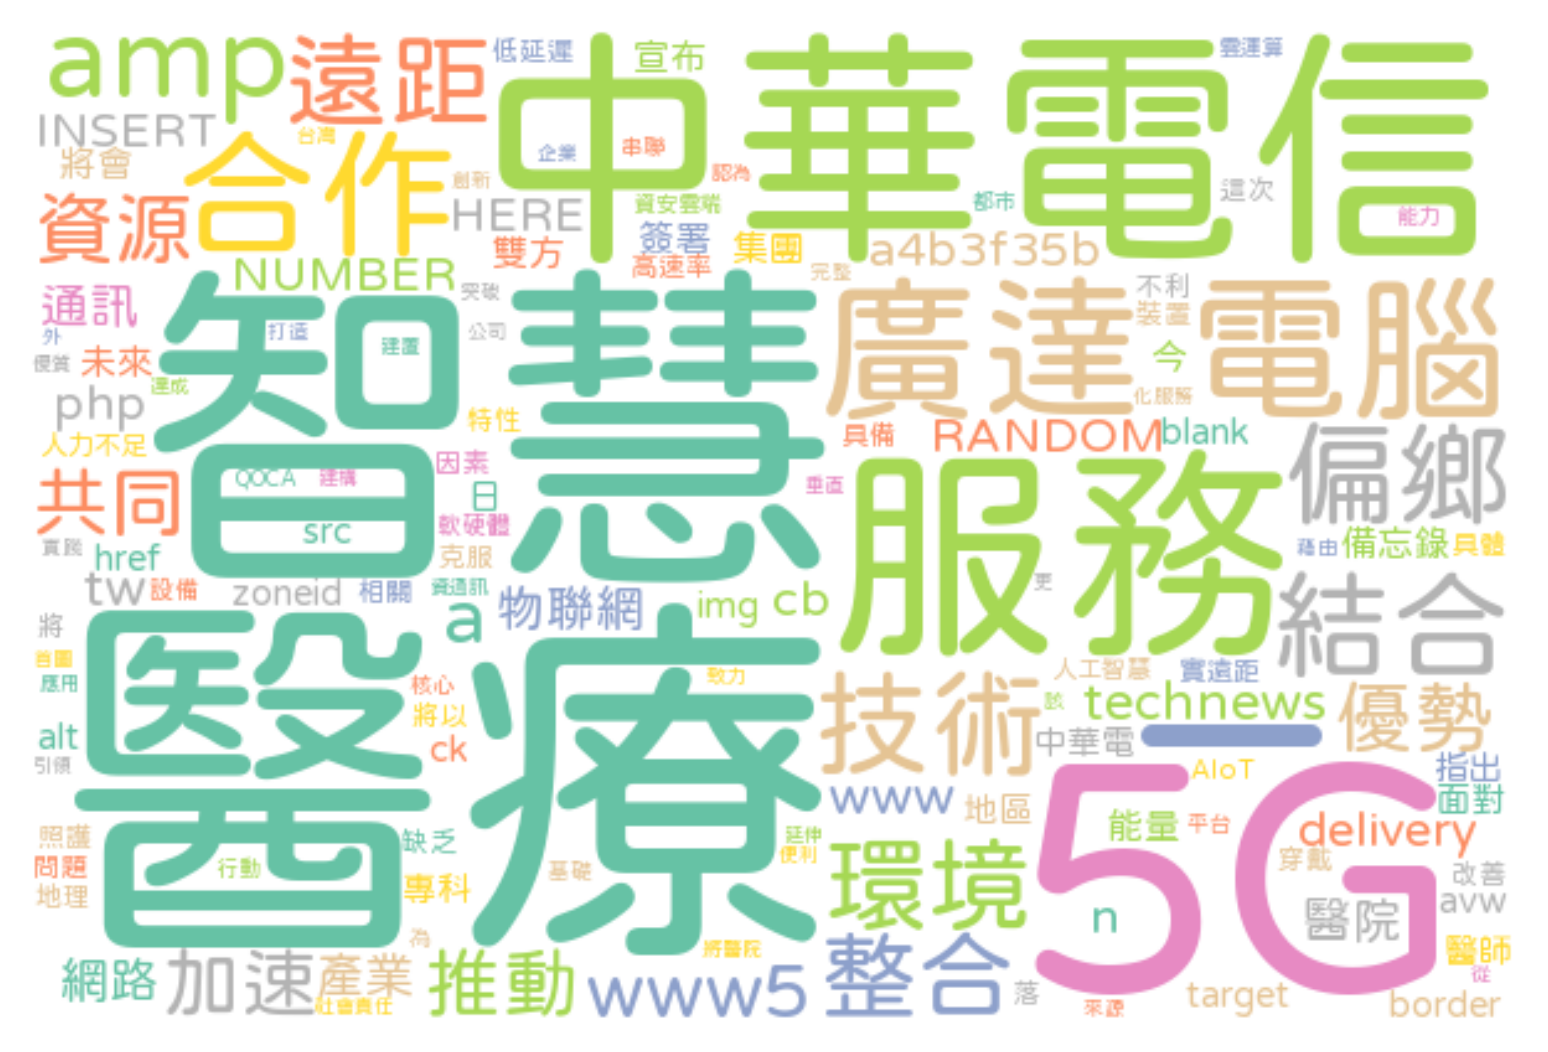 amp
遠距
低延遲
宣布
中華電信
雲運算
INSERT
合作
台灣
企業
串聯
將會
創新
認為
資源
HERE
資安雲端
都市
這次
能力
雙方
簽署
集團
a4b3f35b
高速率
完整
NUMBER
通訊
智慧
突破
廣達電腦
不利
裝置
外
打造
公司
建置
今
優質
未來
達成
化服務
php
特性
具備
RANDOM
blank
人力不足
因素
偏鄉
共同
QOCA
建構
日
垂直
服務
src
軟硬體
實踐
href
克服
藉由
備忘錄
具體
tw
設備
zoneid
相關
資通訊
更
結合
a
物聯網
img
cb
將
醫療
首圖
應用
核心
致力
技術
人工智慧
實遠距
將以
該
technews
優勢
alt
ck
中華電
引領
AIoT
指出
www
地區
5G
面對
照護
缺乏
延伸
便利
環境
能量
平台
delivery
問題
行動
基礎
穿戴
改善
地理
專科
n
醫院
avw
為
將醫院
醫師
網路
加速
產業
推動
www5
整合
從
社會責任
落
來源
target
border